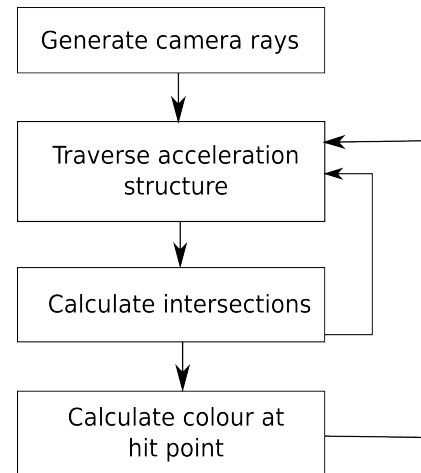 Generate camera rays
Traverse acceleration
structure
Calculate intersections
Calculate colour at
hit point